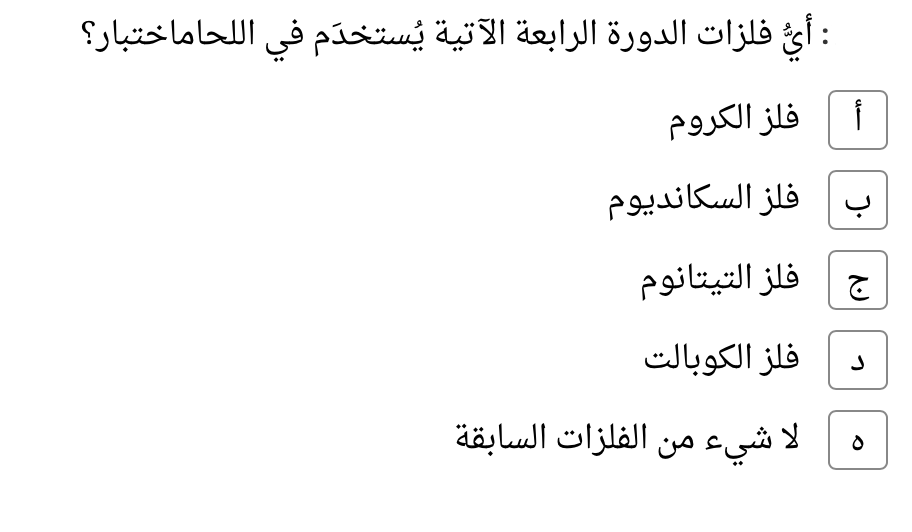 : أيُّ فلزات الدورة الرابعة الآتية يُستخدَم في اللحاماختبار؟
أ فلز الكروم
ب فلز السكانديوم
ج فلز التيتانوم
د فلز الكوبالت
ه لا شيء من الفلزات السابقة